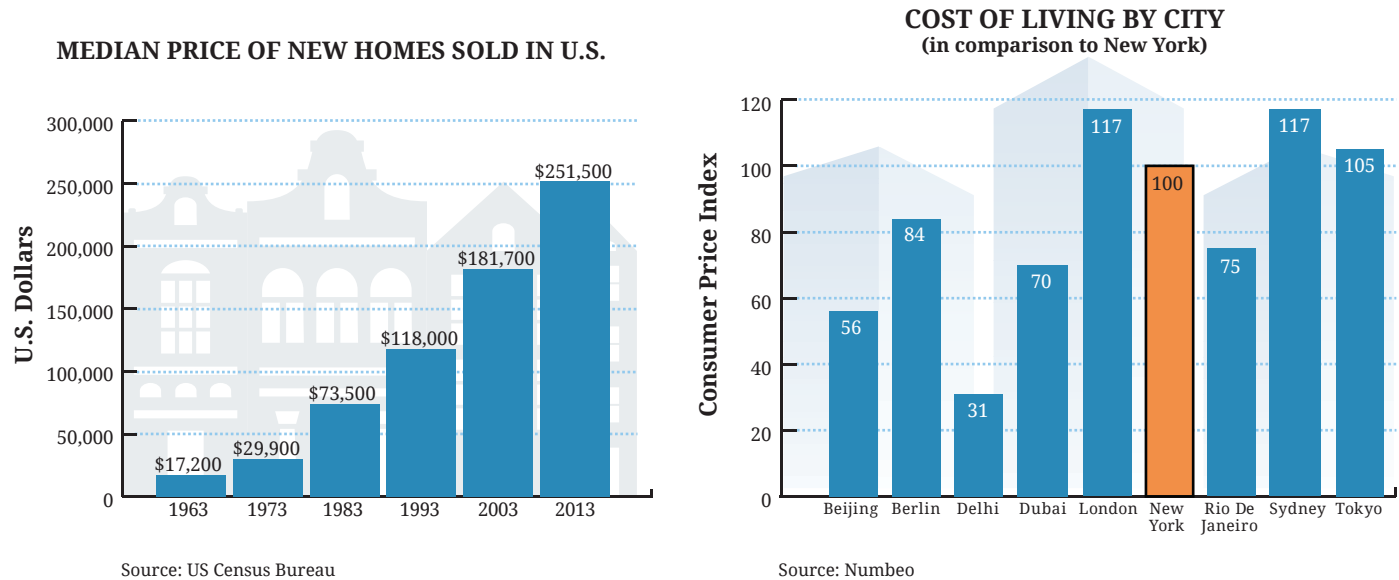 MEDIAN PRICE OF NEW HOMES SOLD IN U.S.
U.S. Dollars
300,000
250,000
200,000
150,000
100,000
50,000
0
$17,200
$29,900
$73,500
$118,000
$181,700
$251,500
1963
1973
1983
1993
2003
2013
Source: US Census Bureau
COST OF LIVING BY CITY
(in comparison to New York)
Consumer Price Index
120
100
80
60
40
20
0
56
84
31
70
117
100
75
117
105
Beijing
Berlin
Delhi
Dubai
London
New
York
Rio De
Janeiro
Sydney
Tokyo
Source: Numbeo